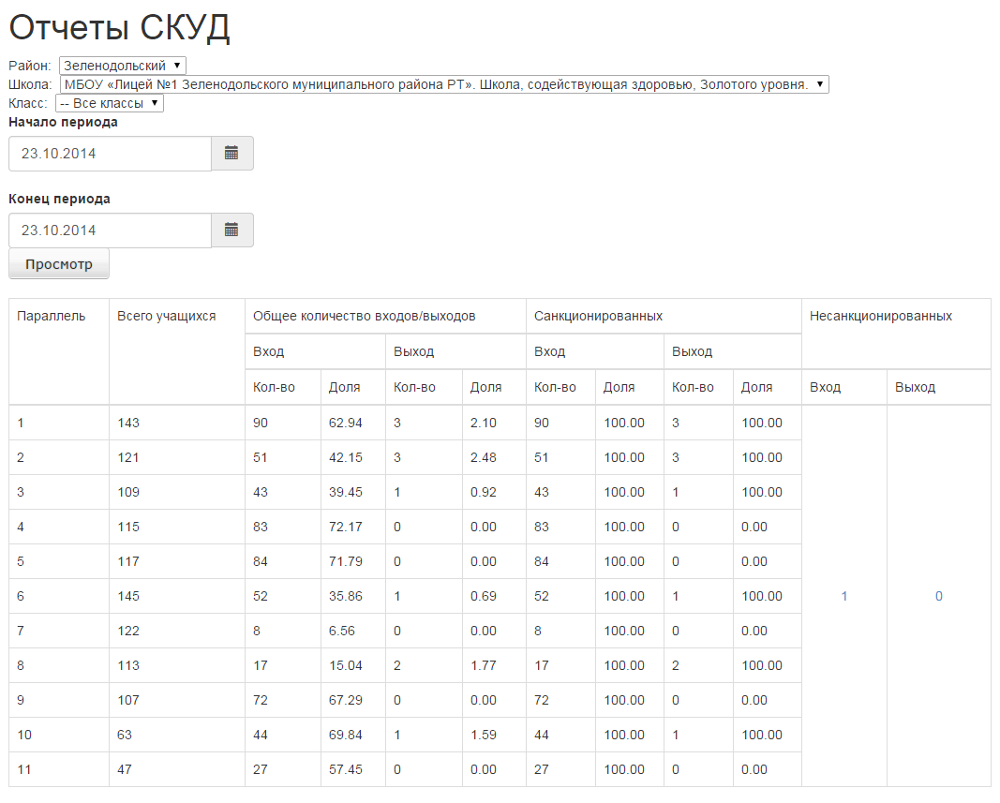 Отчеты СКУД
Район: Зеленодольский
Школа: МБОУ «Лицей №1 Зеленодольского муниципального района РТ». Школа, содействующая здоровью, Золотого уровня.
Класс: -- Все классы
Начало периода
23.10.2014
Конец периода
23.10.2014
Просмотр
Параллель Всего учащихся Общее количество входов/выходов Санкционированных Несанкционированных
Вход Выход Вход Выход
Кол-во Доля Кол-во Доля Кол-во Доля Кол-во Доля Вход Выход
1 143 90 62.94 3 2.10 90 100.00 3 100.00
2 121 51 42.15 3 2.48 51 100.00 3 100.00
3 109 43 39.45 1 0.92 43 100.00 1 100.00
4 115 83 72.17 0 0.00 83 100.00 0 0.00
5 117 84 71.79 0 0.00 84 100.00 0 0.00
6 145 52 35.86 1 0.69 52 100.00 1 100.00 1 0
7 122 8 6.56 0 0.00 8 100.00 0 0.00
8 113 17 15.04 2 1.77 17 100.00 2 100.00
9 107 72 67.29 0 0.00 72 100.00 0 0.00
10 63 44 69.84 1 1.59 44 100.00 1 100.00
11 47 27 57.45 0 0.00 27 100.00 0 0.00